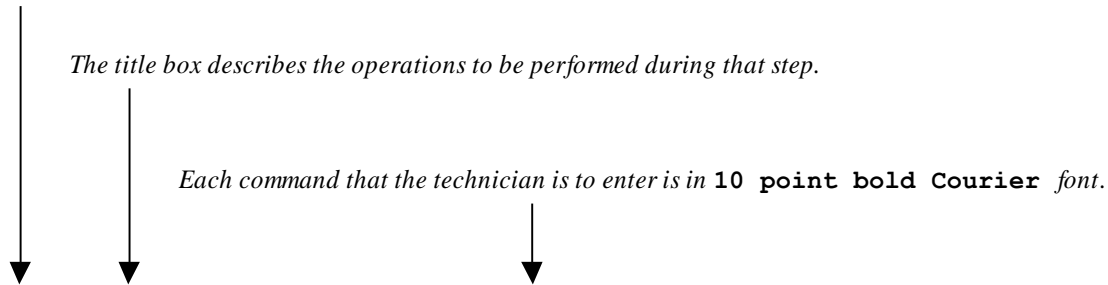 The title box describes the operations to be performed during that step.
Each command that the technician is to enter is in 10 point bold Courier font.